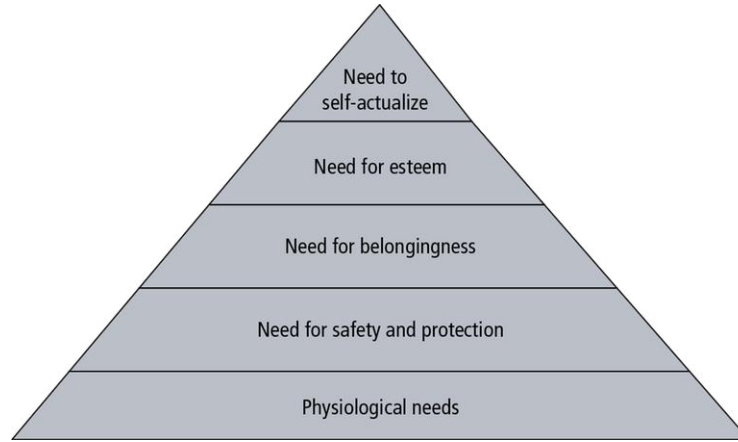 Need to
self-actualize
Need for esteem
Need for belongingness
Need for safety and protection
Physiological needs